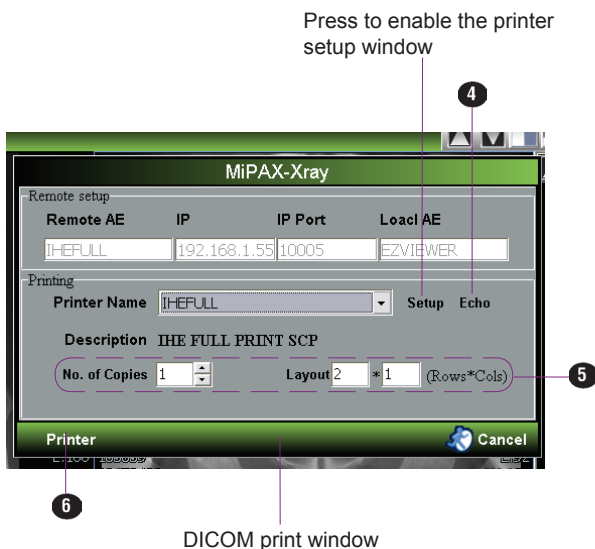 Press to enable the printer
setup window
4
MiPAX-Xray
Remote setup
Remote AE IP IP Port Loacl AE
IHEFULL 192.168.1.55 10005 EZVIEWER
Printing
Printer Name IHEFULL Setup Echo
Description IHE FULL PRINT SCP
No. of Copies 1 Layout 2 * 1 (Rows*Cols)
5
Printer Cancel
6
DICOM print window